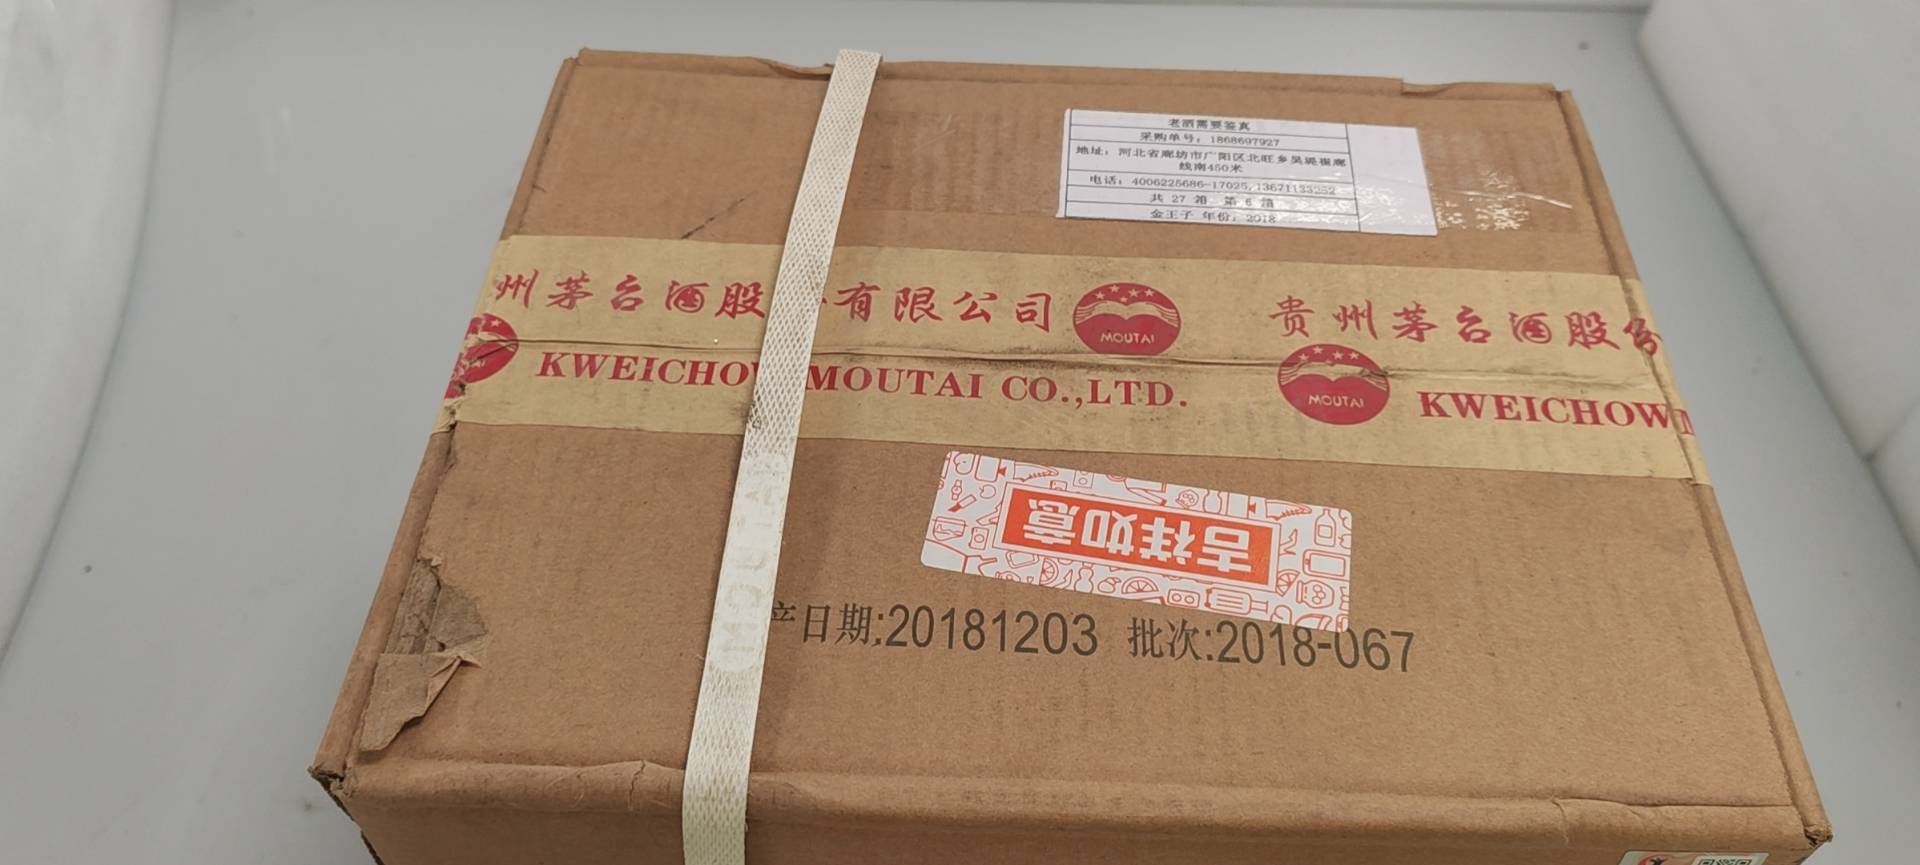 老酒需要鉴真
采购单号：1868697927
地址：河北省廊坊市广阳区北旺乡吴堤榭廊
线南450米
电话：4006225686-17025,13671133252
共 27 箱 第 6 箱
金王子 年份：2018
州茅台酒股 有限公司 MOUTAI 贵州茅台酒股份
KWEICHOW MOUTAI CO.,LTD. MOUTAI KWEICHOW M
吉祥如意
MOUTAI
产日期:20181203 批次:2018-067